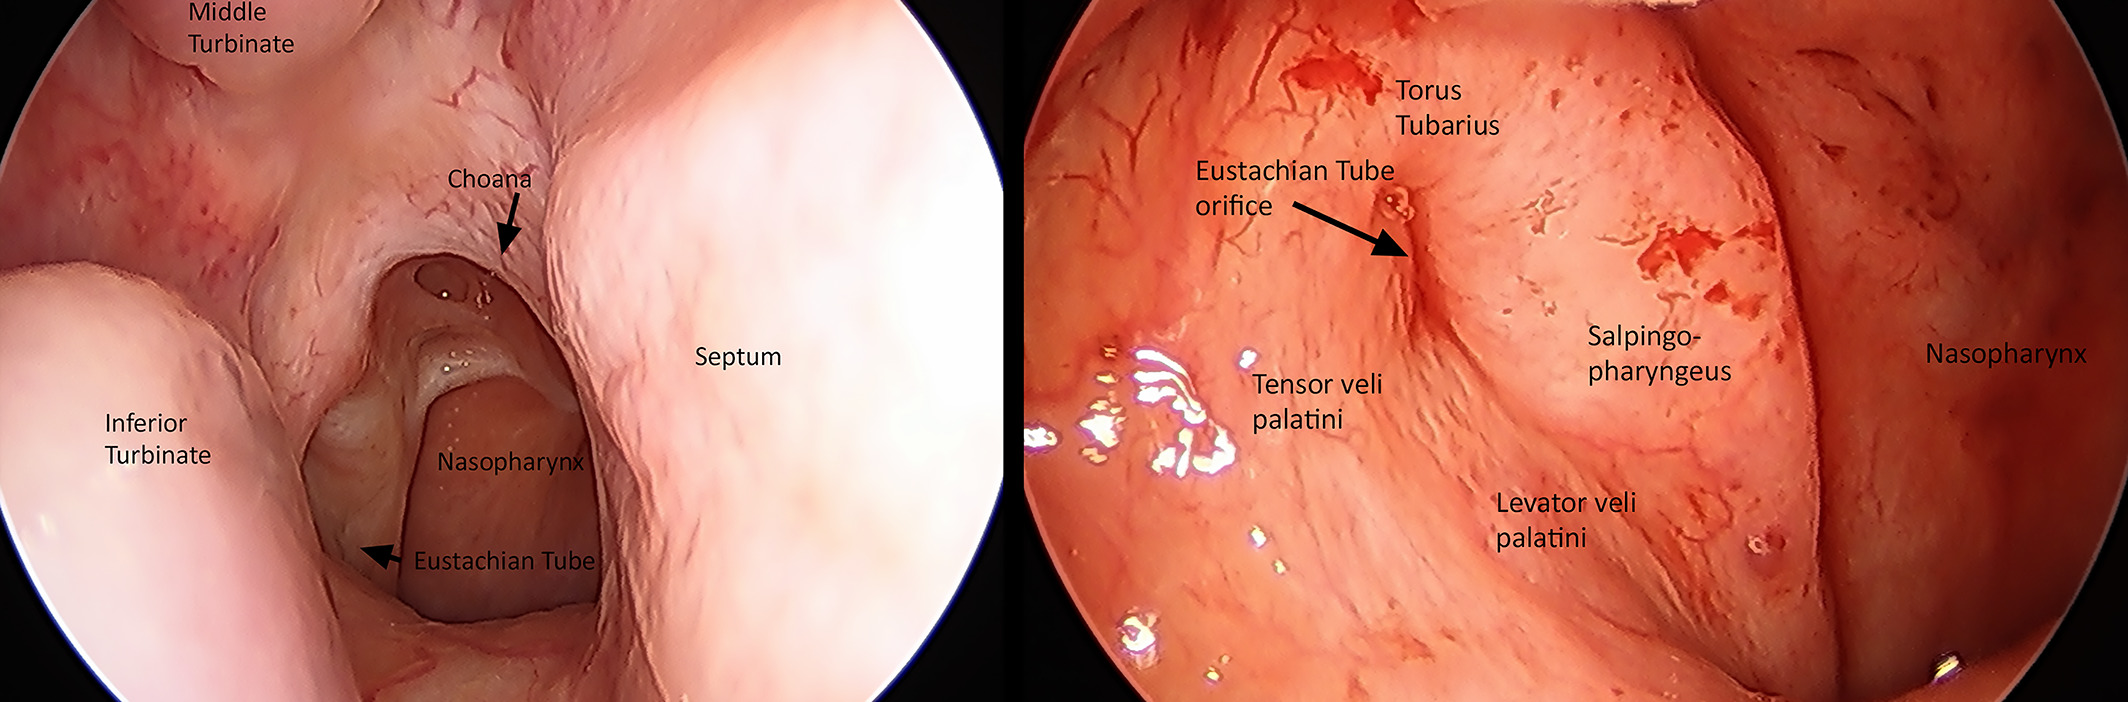 Middle
Turbinate
Choana
Septum
Inferior
Turbinate
Nasopharynx
Eustachian Tube
Torus
Tubarius
Eustachian Tube
orifice
Salpingo-
pharyngeus
Nasopharynx
Tensor veli
palatini
Levator veli
palatini